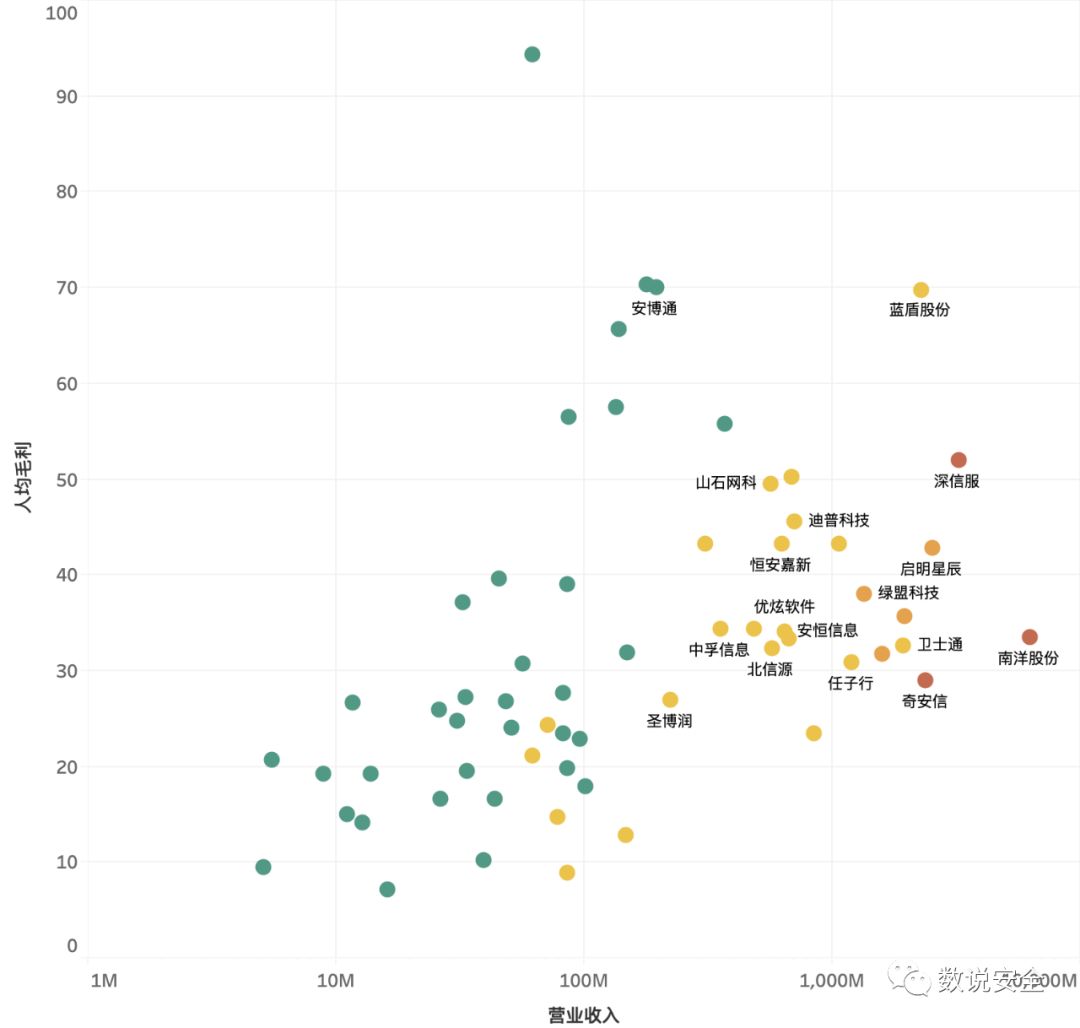 100
90
80
70
安博通
蓝盾股份
60
50
山石网科
深信服
迪普科技
40
恒安嘉新
启明星辰
绿盟科技
优炫软件
安恒信息
中孚信息
卫士通
北信源
南洋股份
30
任子行
奇安信
圣博润
20
10
0
人均毛利
1M
10M
100M
1,000M
数说安全
营业收入